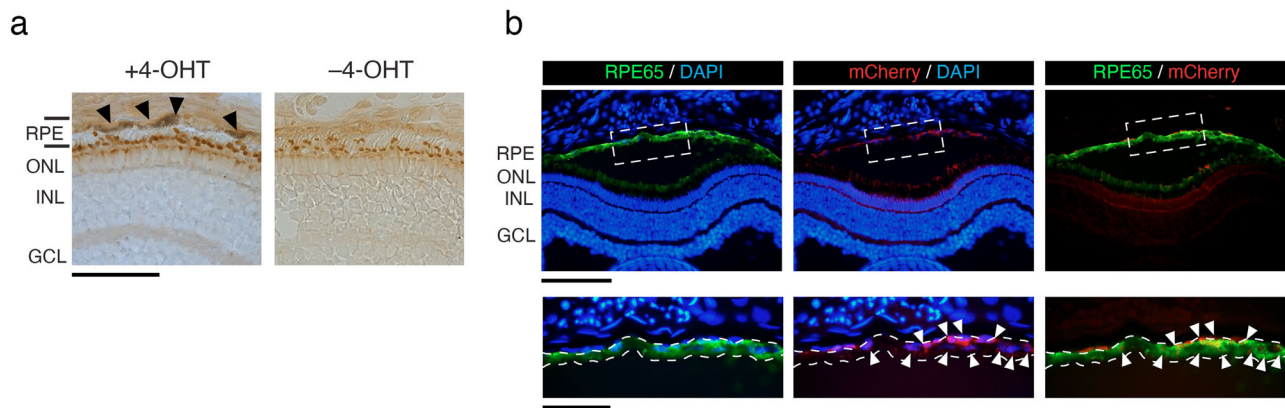 a
+4-OHT
–4-OHT
RPE
ONL
INL
GCL
b
RPE65 / DAPI
mCherry / DAPI
RPE65 / mCherry
RPE
ONL
INL
GCL